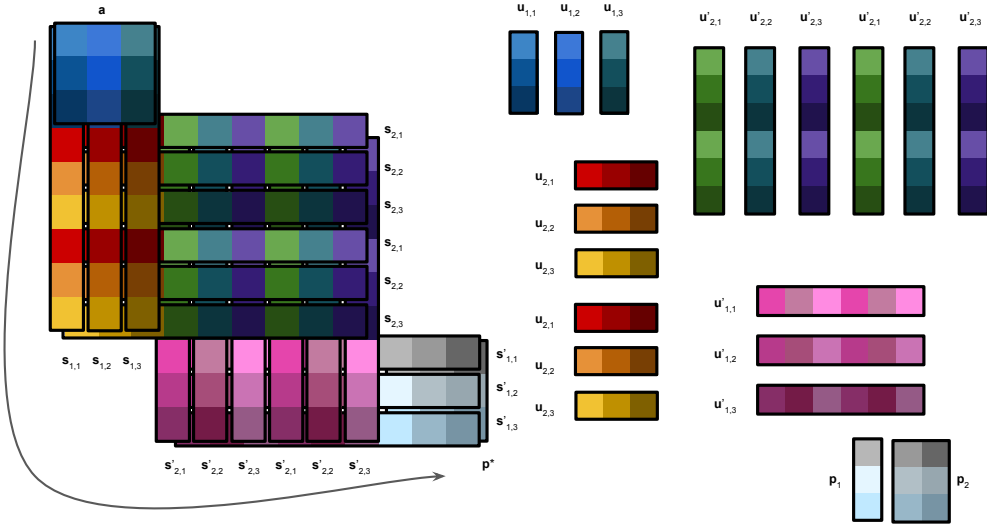 a
u1,1 u1,2 u1,3
u'2,1 u'2,2 u'2,3 u'2,1 u'2,2 u'2,3
s2,1
s2,2
s2,3
s2,1
s2,2
s2,3
u2,1
u2,2
u2,3
u2,1
u2,2
u2,3
s1,1 s1,2 s1,3
s'1,1
s'1,2
s'1,3
u'1,1
u'1,2
u'1,3
s'2,1 s'2,2 s'2,3 s'2,1 s'2,2 s'2,3
p*
p1 p2